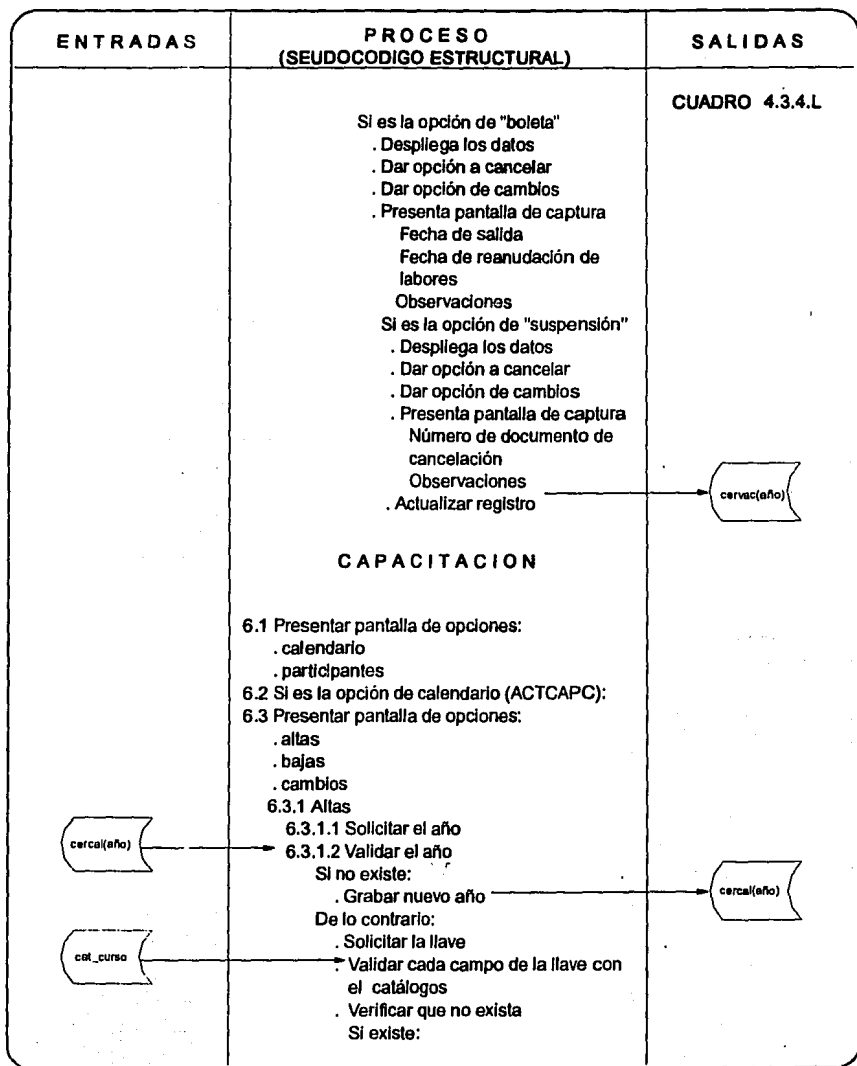 ENTRADAS
PROCESO
(SEUDOCODIGO ESTRUCTURAL)
SALIDAS
CUADRO 4.3.4.L
Si es la opción de "boleta"
. Despliega los datos
. Dar opción a cancelar
. Dar opción de cambios
. Presenta pantalla de captura
Fecha de salida
Fecha de reanudación de
labores
Observaciones
Si es la opción de "suspensión"
. Despliega los datos
. Dar opción a cancelar
. Dar opción de cambios
. Presenta pantalla de captura
Número de documento de
cancelación
Observaciones
. Actualizar registro
cervac(año)
CAPACITACION
6.1 Presentar pantalla de opciones:
. calendario
. participantes
6.2 Si es la opción de calendario (ACTCAPC):
6.3 Presentar pantalla de opciones:
. altas
. bajas
. cambios
6.3.1 Altas
6.3.1.1 Solicitar el año
cercal(año)
6.3.1.2 Validar el año
Si no existe:
. Grabar nuevo año
cercal(año)
De lo contrario:
. Solicitar la llave
cat_curso
. Validar cada campo de la llave con
el catálogos
. Verificar que no exista
Si existe: